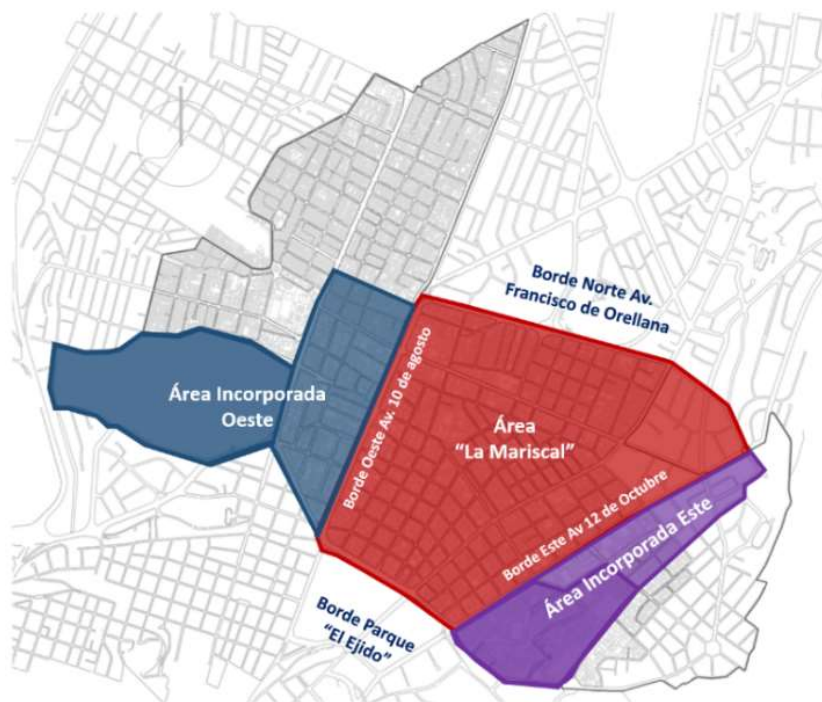 Borde Norte Av.
Francisco de Orellana
Borde Oeste Av. 10 de agosto
Área Incorporada
Oeste
Área
"La Mariscal"
Borde Este Av 12 de Octubre
Área Incorporada Este
Borde Parque
"El Ejido"